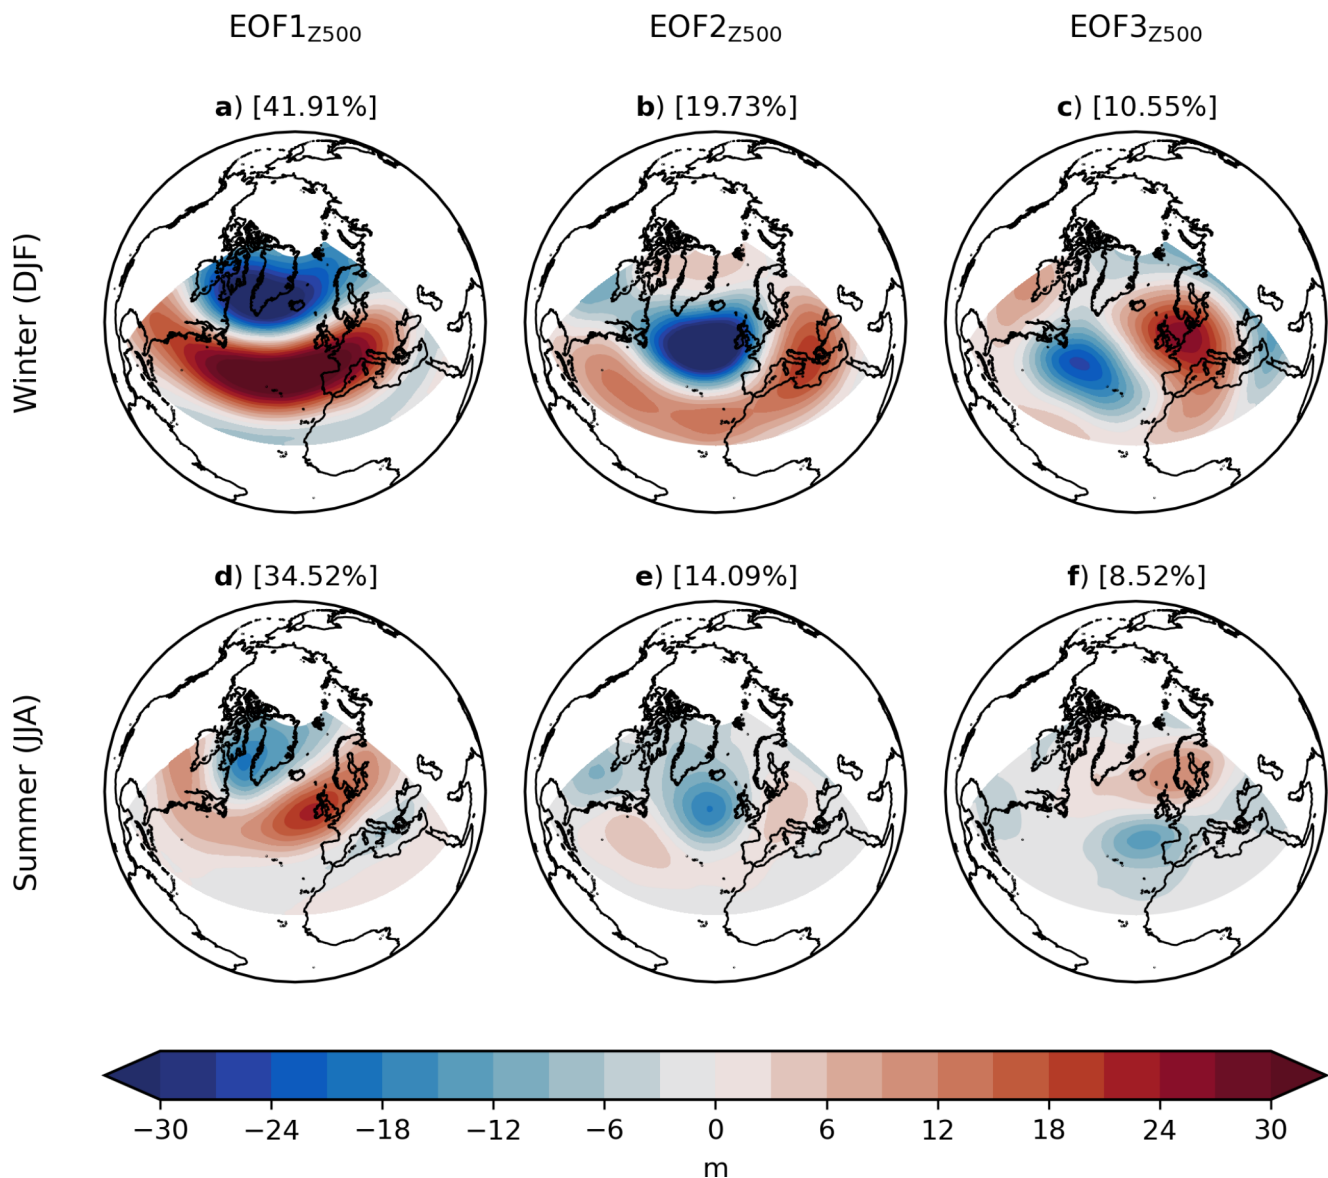 EOF1Z500 EOF2Z500 EOF3Z500
a) [41.91%] b) [19.73%] c) [10.55%]
Winter (DJF)
d) [34.52%] e) [14.09%] f) [8.52%]
Summer (JJA)
−30 −24 −18 −12 −6 0 6 12 18 24 30
m